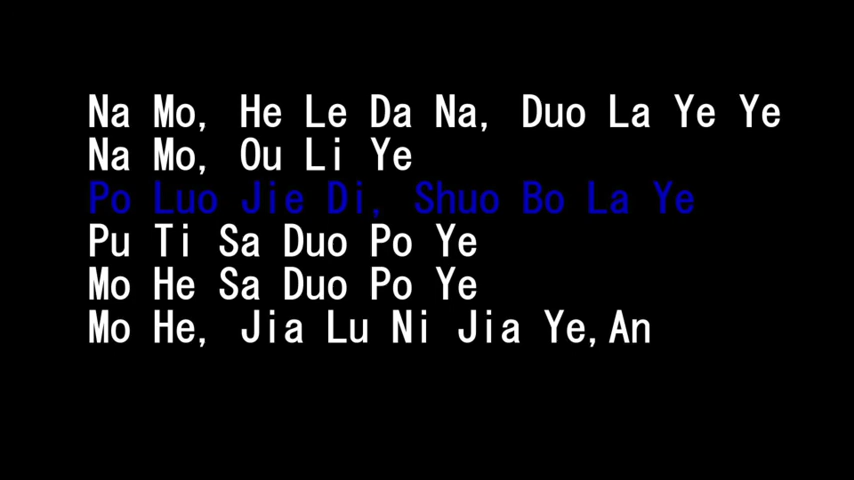 Na Mo, He Le Da Na, Duo La Ye Ye
Na Mo, Ou Li Ye
Po Luo Jie Di, Shuo Bo La Ye
Pu Ti Sa Duo Po Ye
Mo He Sa Duo Po Ye
Mo He, Jia Lu Ni Jia Ye,An